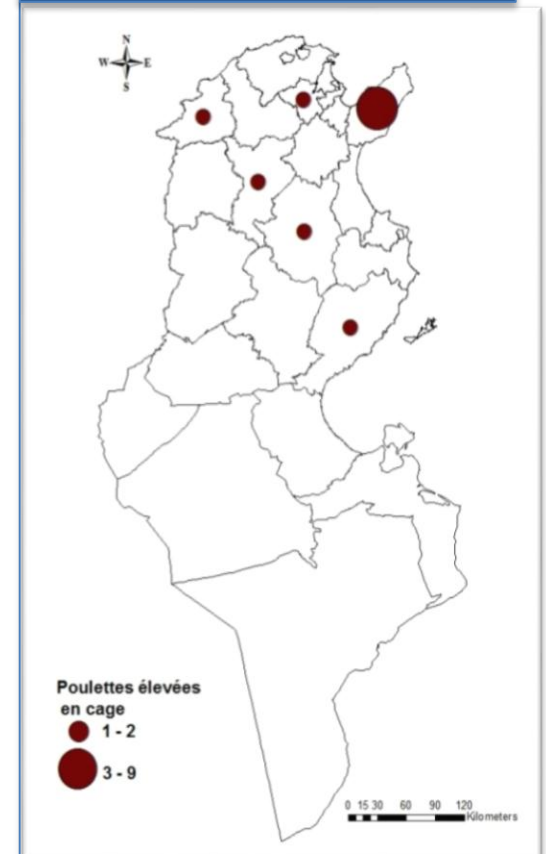 N
W E
S
Poulettes élevées
en cage
1 - 2
3 - 9
0 15 30 60 90 120
Kilometers